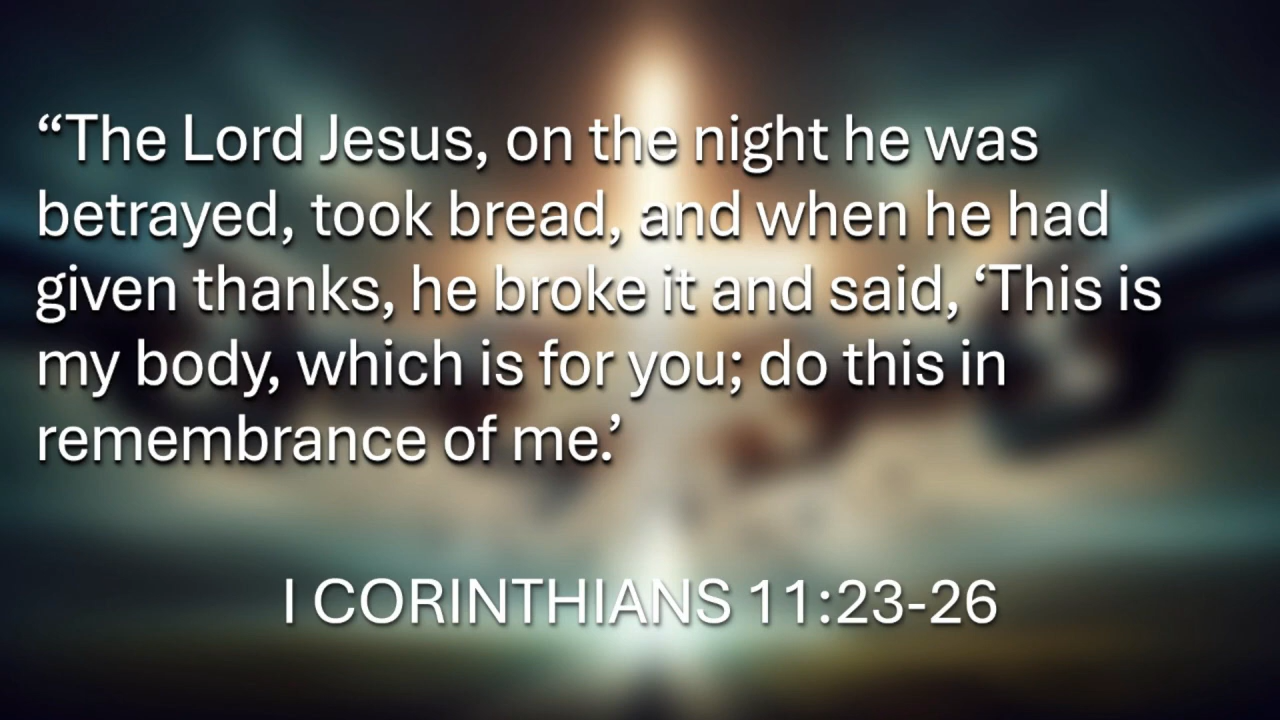 “The Lord Jesus, on the night he was
betrayed, took bread, and when he had
given thanks, he broke it and said, ‘This is
my body, which is for you; do this in
remembrance of me.’
I CORINTHIANS 11:23-26